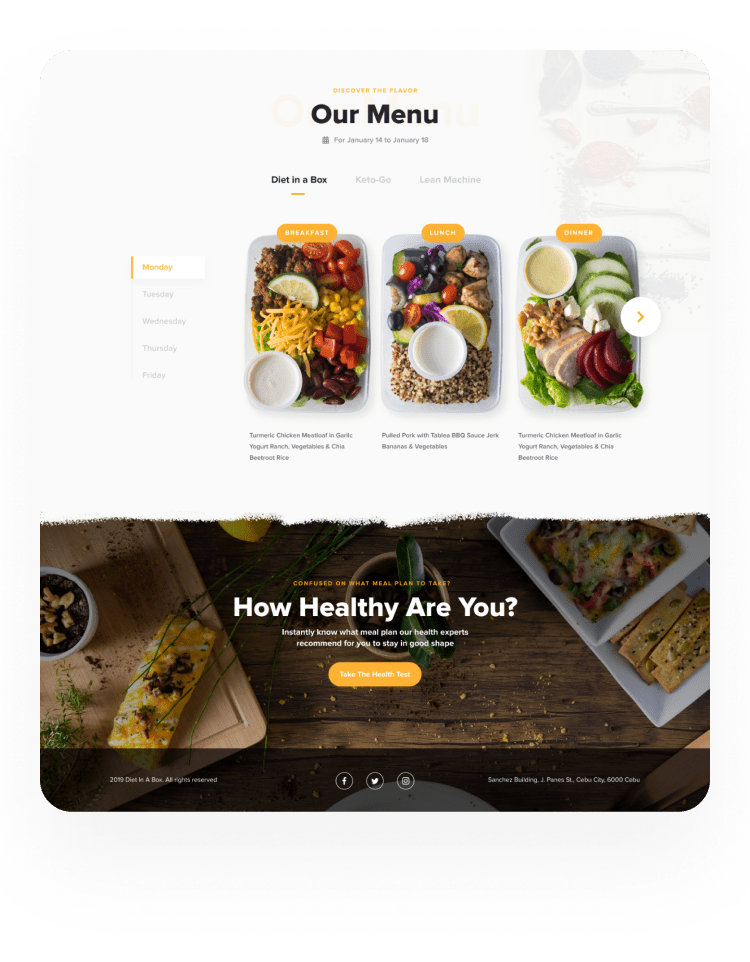 DISCOVER THE FLAVOR
Our Menu
For January 14 to January 18
Diet in a Box
Keto-Go
Lean Machine
Monday
Tuesday
Wednesday
Thursday
Friday
BREAKFAST
LUNCH
DINNER
Turmeric Chicken Meatloaf in Garlic
Yogurt Ranch, Vegetables & Chia
Beetroot Rice
Pulled Pork with Tablea BBQ Sauce Jerk
Bananas & Vegetables
Turmeric Chicken Meatloaf in Garlic
Yogurt Ranch, Vegetables & Chia
Beetroot Rice
CONFUSED ON WHAT MEAL PLAN TO TAKE?
How Healthy Are You?
Instantly know what meal plan our health experts
recommend for you to stay in good shape
Take The Health Test
2019 Diet In A Box. All rights reserved
Sanchez Building, J. Panes St., Cebu City, 6000 Cebu